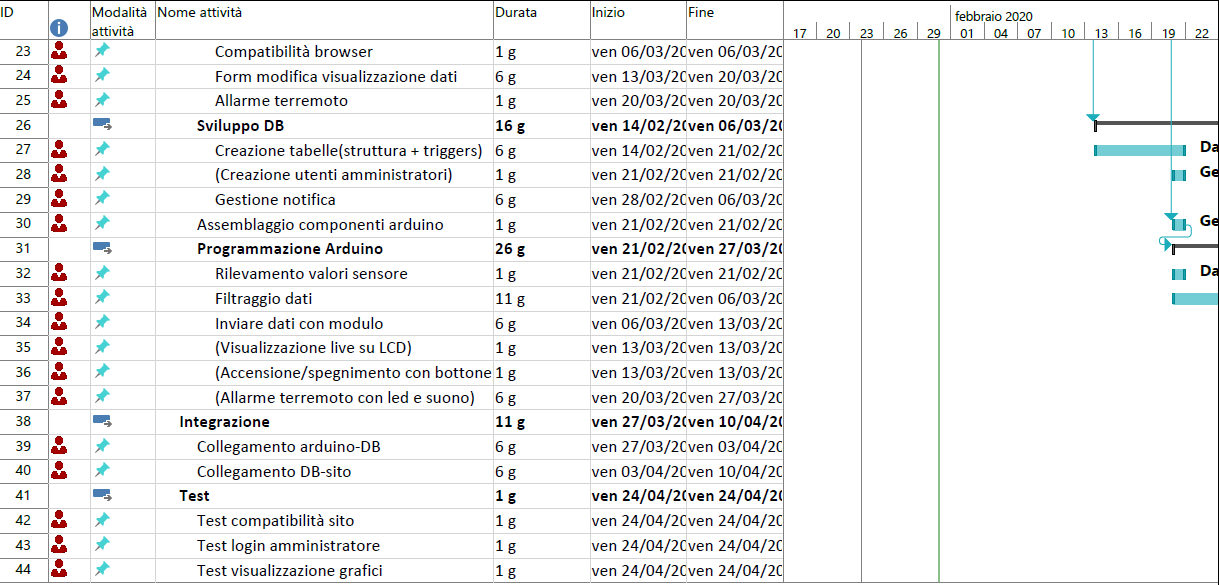 ID Modalità attività Nome attività Durata Inizio Fine
febbraio 2020
17 20 23 26 29 01 04 07 10 13 16 19 22
23 Compatibilità browser 1 g ven 06/03/20 ven 06/03/20
24 Form modifica visualizzazione dati 6 g ven 13/03/20 ven 20/03/20
25 Allarme terremoto 1 g ven 20/03/20 ven 20/03/20
26 Sviluppo DB 16 g ven 14/02/20 ven 06/03/20
27 Creazione tabelle(struttura + triggers) 6 g ven 14/02/20 ven 21/02/20 Da
28 (Creazione utenti amministratori) 1 g ven 21/02/20 ven 21/02/20 Ge
29 Gestione notifica 6 g ven 28/02/20 ven 06/03/20
30 Assemblaggio componenti arduino 1 g ven 21/02/20 ven 21/02/20 Ge
31 Programmazione Arduino 26 g ven 21/02/20 ven 27/03/20
32 Rilevamento valori sensore 1 g ven 21/02/20 ven 21/02/20 Da
33 Filtraggio dati 11 g ven 21/02/20 ven 06/03/20
34 Inviare dati con modulo 6 g ven 06/03/20 ven 13/03/20
35 (Visualizzazione live su LCD) 1 g ven 13/03/20 ven 13/03/20
36 (Accensione/spegnimento con bottone 1 g ven 13/03/20 ven 13/03/20
37 (Allarme terremoto con led e suono) 6 g ven 20/03/20 ven 27/03/20
38 Integrazione 11 g ven 27/03/20 ven 10/04/20
39 Collegamento arduino-DB 6 g ven 27/03/20 ven 03/04/20
40 Collegamento DB-sito 6 g ven 03/04/20 ven 10/04/20
41 Test 1 g ven 24/04/20 ven 24/04/20
42 Test compatibilità sito 1 g ven 24/04/20 ven 24/04/20
43 Test login amministratore 1 g ven 24/04/20 ven 24/04/20
44 Test visualizzazione grafici 1 g ven 24/04/20 ven 24/04/20